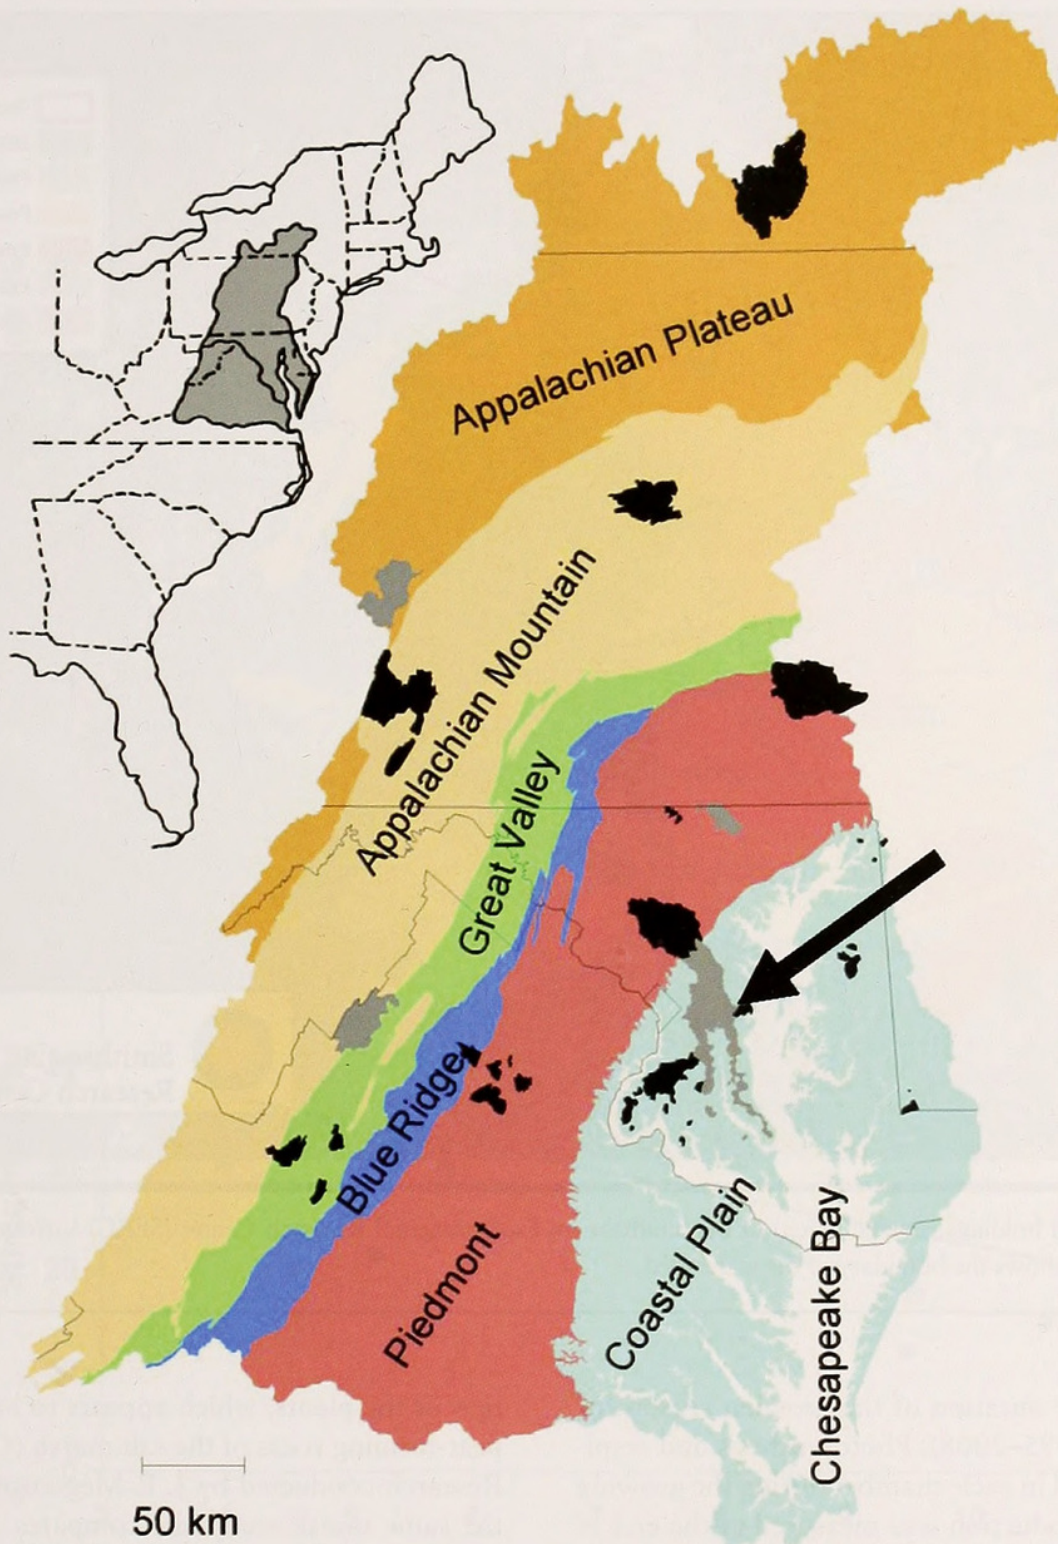 Appalachian Plateau
Appalachian Mountain
Great Valley
Blue Ridge
Piedmont
Coastal Plain
Chesapeake Bay
50 km